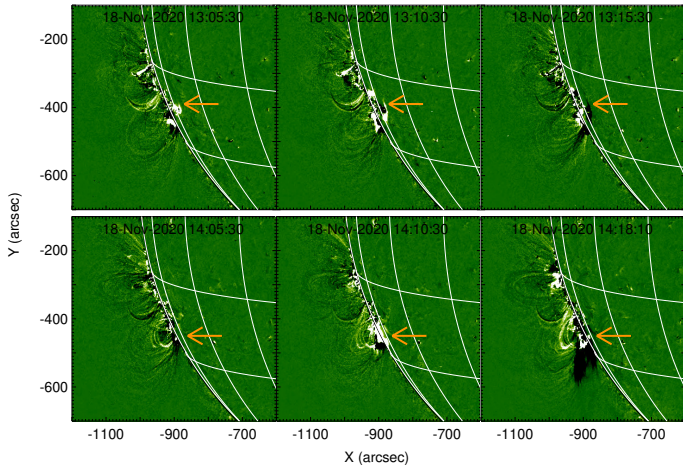 18-Nov-2020 13:05:30 18-Nov-2020 13:10:30 18-Nov-2020 13:15:30
-100
-200
-400
-600
18-Nov-2020 14:05:30 18-Nov-2020 14:10:30 18-Nov-2020 14:18:10
-200
-400
-600
Y (arcsec)
-1100 -900 -700 -1100 -900 -700 -1100 -900 -700
X (arcsec)